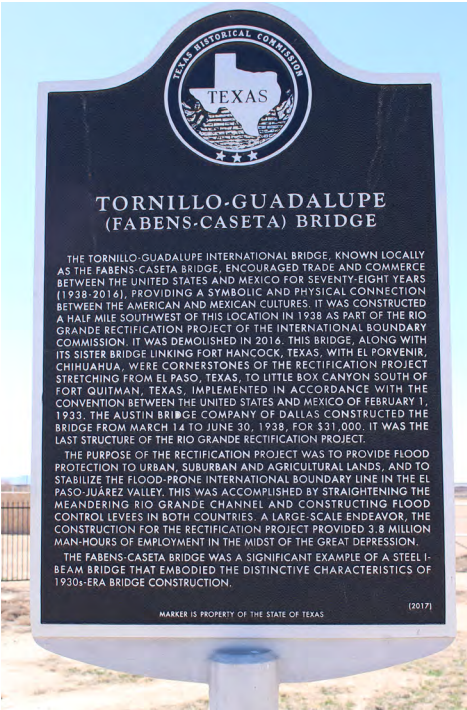 TEXAS HISTORICAL COMMISSION
TEXAS
TORNILLO-GUADALUPE
(FABENS-CASETA) BRIDGE
THE TORNILLO-GUADALUPE INTERNATIONAL BRIDGE, KNOWN LOCALLY
AS THE FABENS-CASETA BRIDGE, ENCOURAGED TRADE AND COMMERCE
BETWEEN THE UNITED STATES AND MEXICO FOR SEVENTY-EIGHT YEARS
(1938-2016), PROVIDING A SYMBOLIC AND PHYSICAL CONNECTION
BETWEEN THE AMERICAN AND MEXICAN CULTURES. IT WAS CONSTRUCTED
A HALF MILE SOUTHWEST OF THIS LOCATION IN 1938 AS PART OF THE RIO
GRANDE RECTIFICATION PROJECT OF THE INTERNATIONAL BOUNDARY
COMMISSION. IT WAS DEMOLISHED IN 2016. THIS BRIDGE, ALONG WITH
ITS SISTER BRIDGE LINKING FORT HANCOCK, TEXAS, WITH EL PORVENIR,
CHIHUAHUA, WERE CORNERSTONES OF THE RECTIFICATION PROJECT
STRETCHING FROM EL PASO, TEXAS, TO LITTLE BOX CANYON SOUTH OF
FORT QUITMAN, TEXAS, IMPLEMENTED IN ACCORDANCE WITH THE
CONVENTION BETWEEN THE UNITED STATES AND MEXICO OF FEBRUARY 1,
1933. THE AUSTIN BRIDGE COMPANY OF DALLAS CONSTRUCTED THE
BRIDGE FROM MARCH 14 TO JUNE 30, 1938, FOR $31,000. IT WAS THE
LAST STRUCTURE OF THE RIO GRANDE RECTIFICATION PROJECT.
THE PURPOSE OF THE RECTIFICATION PROJECT WAS TO PROVIDE FLOOD
PROTECTION TO URBAN, SUBURBAN AND AGRICULTURAL LANDS, AND TO
STABILIZE THE FLOOD-PRONE INTERNATIONAL BOUNDARY LINE IN THE EL
PASO-JUÁREZ VALLEY. THIS WAS ACCOMPLISHED BY STRAIGHTENING THE
MEANDERING RIO GRANDE CHANNEL AND CONSTRUCTING FLOOD
CONTROL LEVEES IN BOTH COUNTRIES. A LARGE-SCALE ENDEAVOR, THE
CONSTRUCTION FOR THE RECTIFICATION PROJECT PROVIDED 3.8 MILLION
MAN-HOURS OF EMPLOYMENT IN THE MIDST OF THE GREAT DEPRESSION.
THE FABENS-CASETA BRIDGE WAS A SIGNIFICANT EXAMPLE OF A STEEL I-
BEAM BRIDGE THAT EMBODIED THE DISTINCTIVE CHARACTERISTICS OF
1930s-ERA BRIDGE CONSTRUCTION.
(2017)
MARKER IS PROPERTY OF THE STATE OF TEXAS